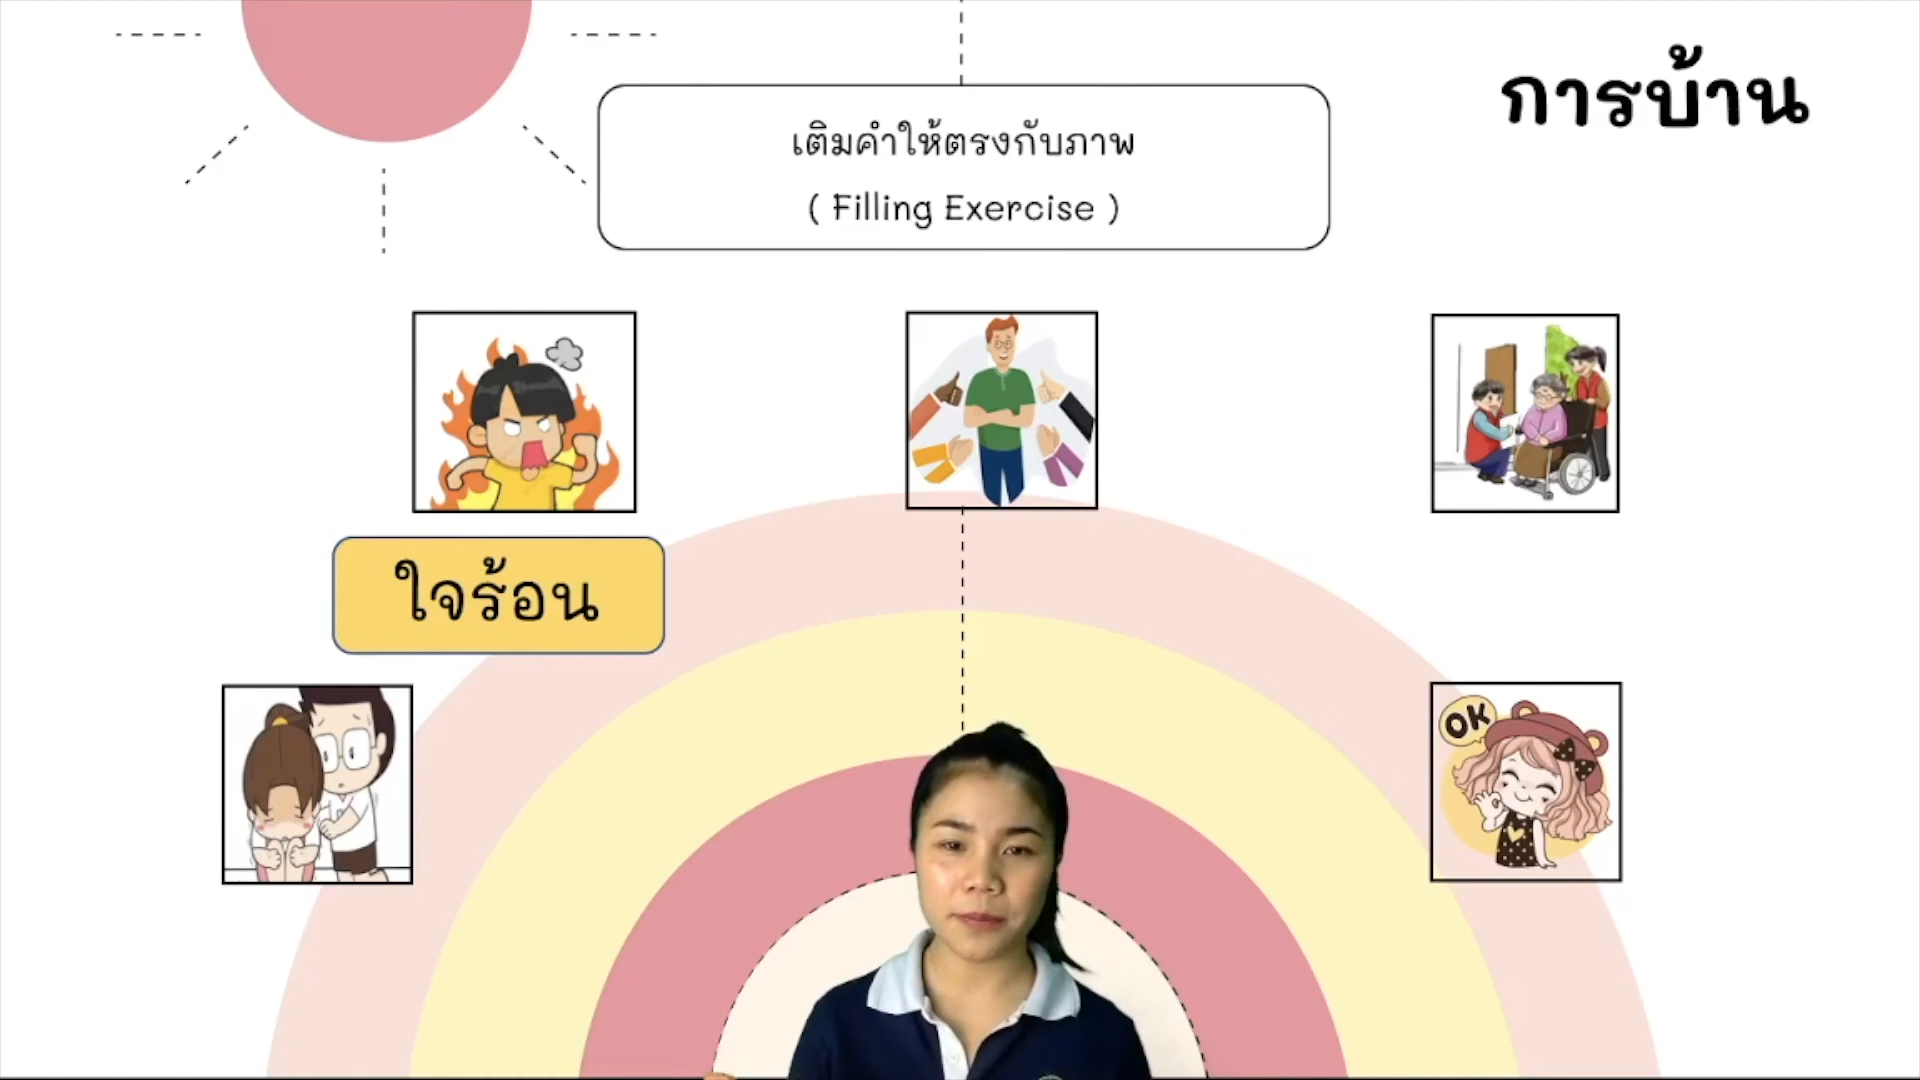 การบ้าน
เติมคำให้ตรงกับภาพ
( Filling Exercise )
ใจร้อน
OK